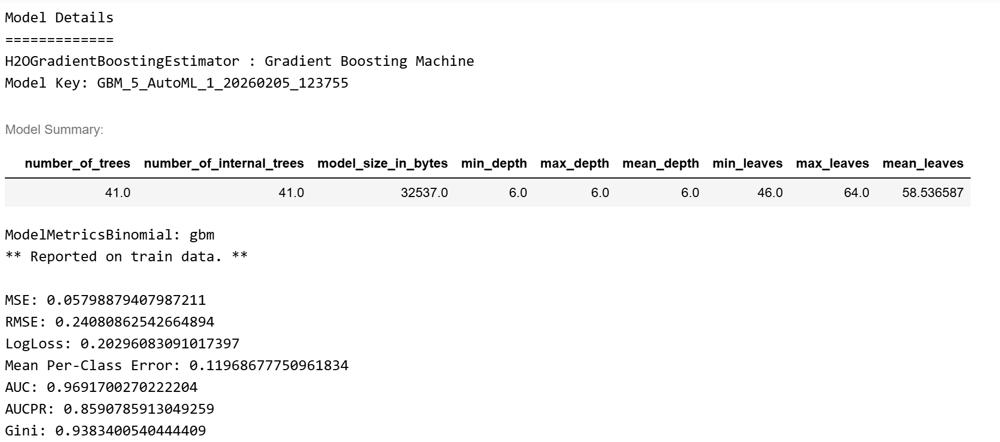 Model Details
=============
H2OGradientBoostingEstimator : Gradient Boosting Machine
Model Key: GBM_5_AutoML_1_20260205_123755
Model Summary:
number_of_trees number_of_internal_trees model_size_in_bytes min_depth max_depth mean_depth min_leaves max_leaves mean_leaves
41.0 41.0 32537.0 6.0 6.0 6.0 46.0 64.0 58.536587
ModelMetricsBinomial: gbm
** Reported on train data. **
MSE: 0.05798879407987211
RMSE: 0.24080862542664894
LogLoss: 0.20296083091017397
Mean Per-Class Error: 0.11968677750961834
AUC: 0.9691700270222204
AUCPR: 0.8590785913049259
Gini: 0.9383400540444409